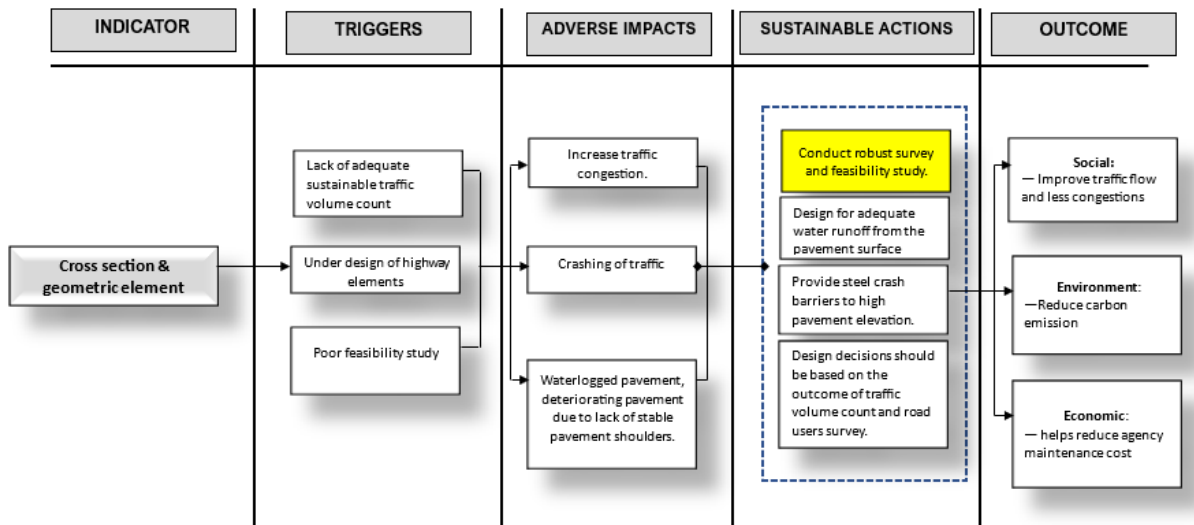 INDICATOR
TRIGGERS
ADVERSE IMPACTS
SUSTAINABLE ACTIONS
OUTCOME
Cross section &
geometric element
Lack of adequate
sustainable traffic
volume count
Under design of highway
elements
Poor feasibility study
Increase traffic
congestion.
Crashing of traffic
Waterlogged pavement,
deteriorating pavement
due to lack of stable
pavement shoulders.
Conduct robust survey
and feasibility study.
Design for adequate
water runoff from the
pavement surface
Provide steel crash
barriers to high
pavement elevation.
Design decisions should
be based on the
outcome of traffic
volume count and road
users survey.
Social:
— Improve traffic flow
and less congestions
Environment:
—Reduce carbon
emission
Economic:
— helps reduce agency
maintenance cost